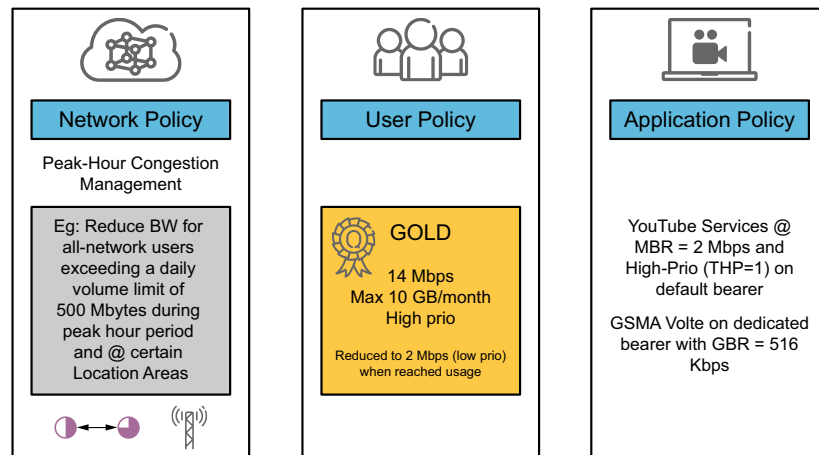 Network Policy
Peak-Hour Congestion
Management
Eg: Reduce BW for
all-network users
exceeding a daily
volume limit of
500 Mbytes during
peak hour period
and @ certain
Location Areas
User Policy
GOLD
14 Mbps
Max 10 GB/month
High prio
Reduced to 2 Mbps (low prio)
when reached usage
Application Policy
YouTube Services @
MBR = 2 Mbps and
High-Prio (THP=1) on
default bearer
GSMA Volte on dedicated
bearer with GBR = 516
Kbps